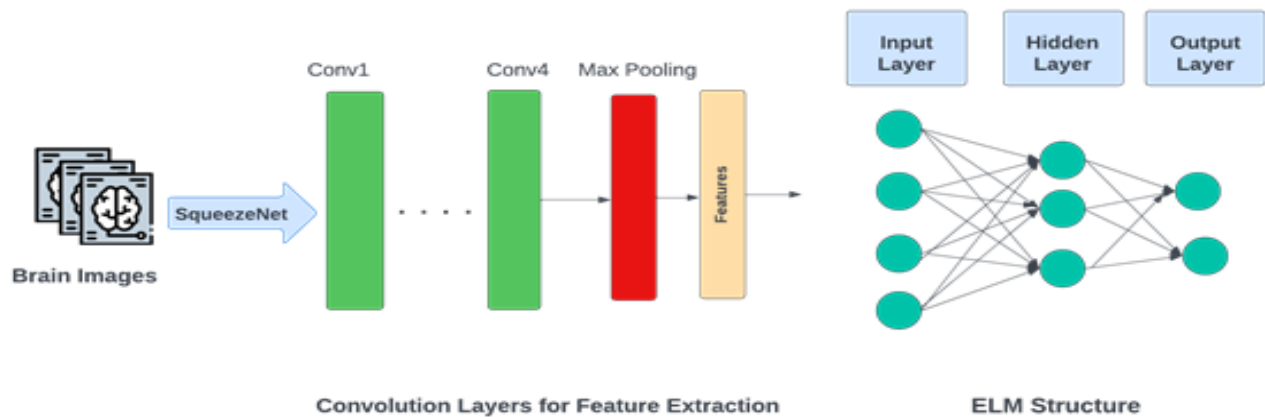 Input
Layer
Hidden
Layer
Output
Layer
Conv1
Conv4
Max Pooling
SqueezeNet
Features
Brain Images
Convolution Layers for Feature Extraction
ELM Structure